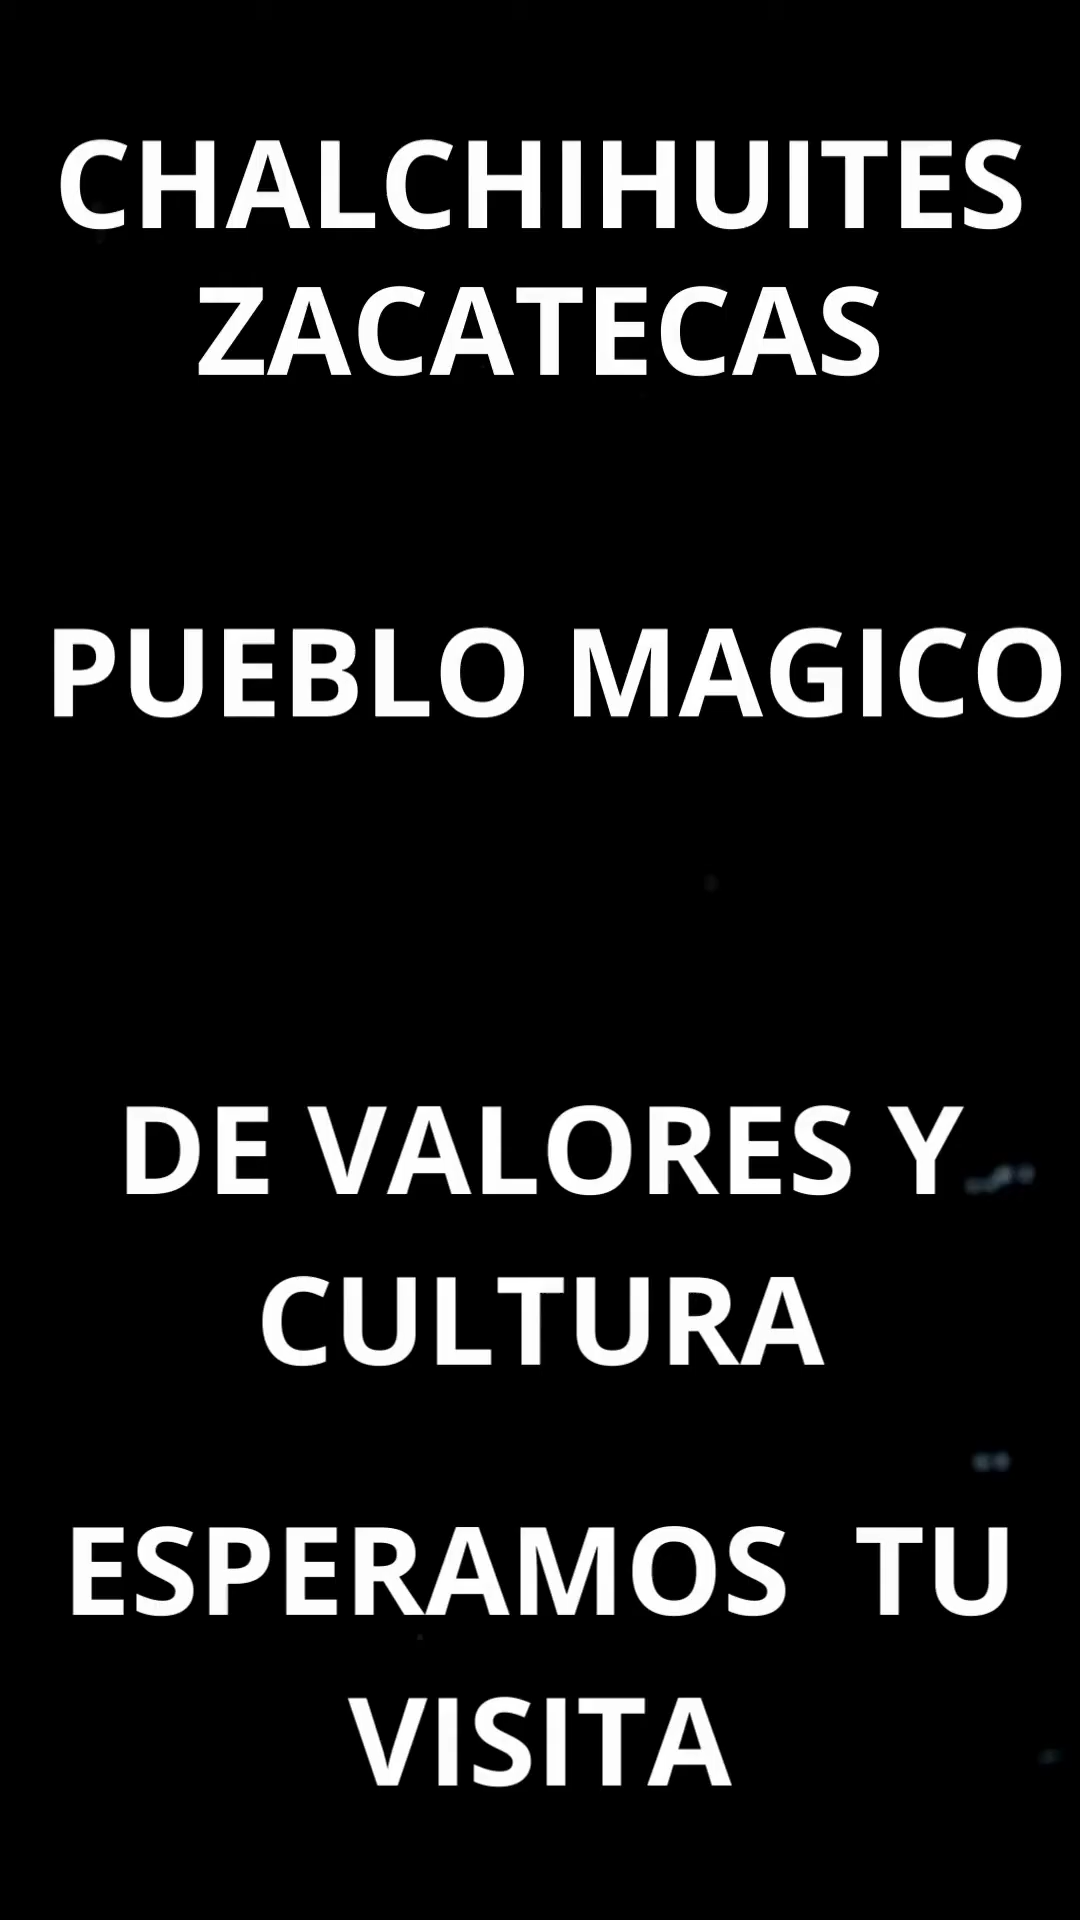 CHALCHIHUITES
ZACATECAS
PUEBLO MAGICO
DE VALORES Y
CULTURA
ESPERAMOS  TU
VISITA